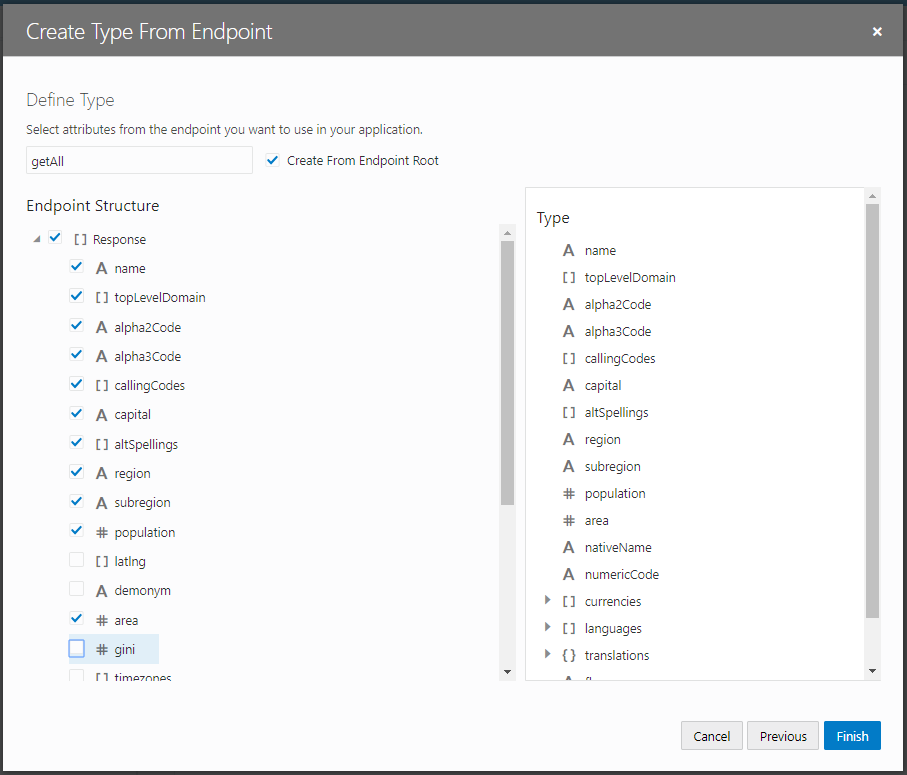 Create Type From Endpoint ×
Define Type
Select attributes from the endpoint you want to use in your application.
getAll Create From Endpoint Root
Endpoint Structure
[ ] Response
A name
[ ] topLevelDomain
A alpha2Code
A alpha3Code
[ ] callingCodes
A capital
[ ] altSpellings
A region
A subregion
# population
[ ] latlng
A demonym
# area
# gini
[ ] timezones
Type
A name
[ ] topLevelDomain
A alpha2Code
A alpha3Code
[ ] callingCodes
A capital
[ ] altSpellings
A region
A subregion
# population
# area
A nativeName
A numericCode
[ ] currencies
[ ] languages
{ } translations
Cancel Previous Finish